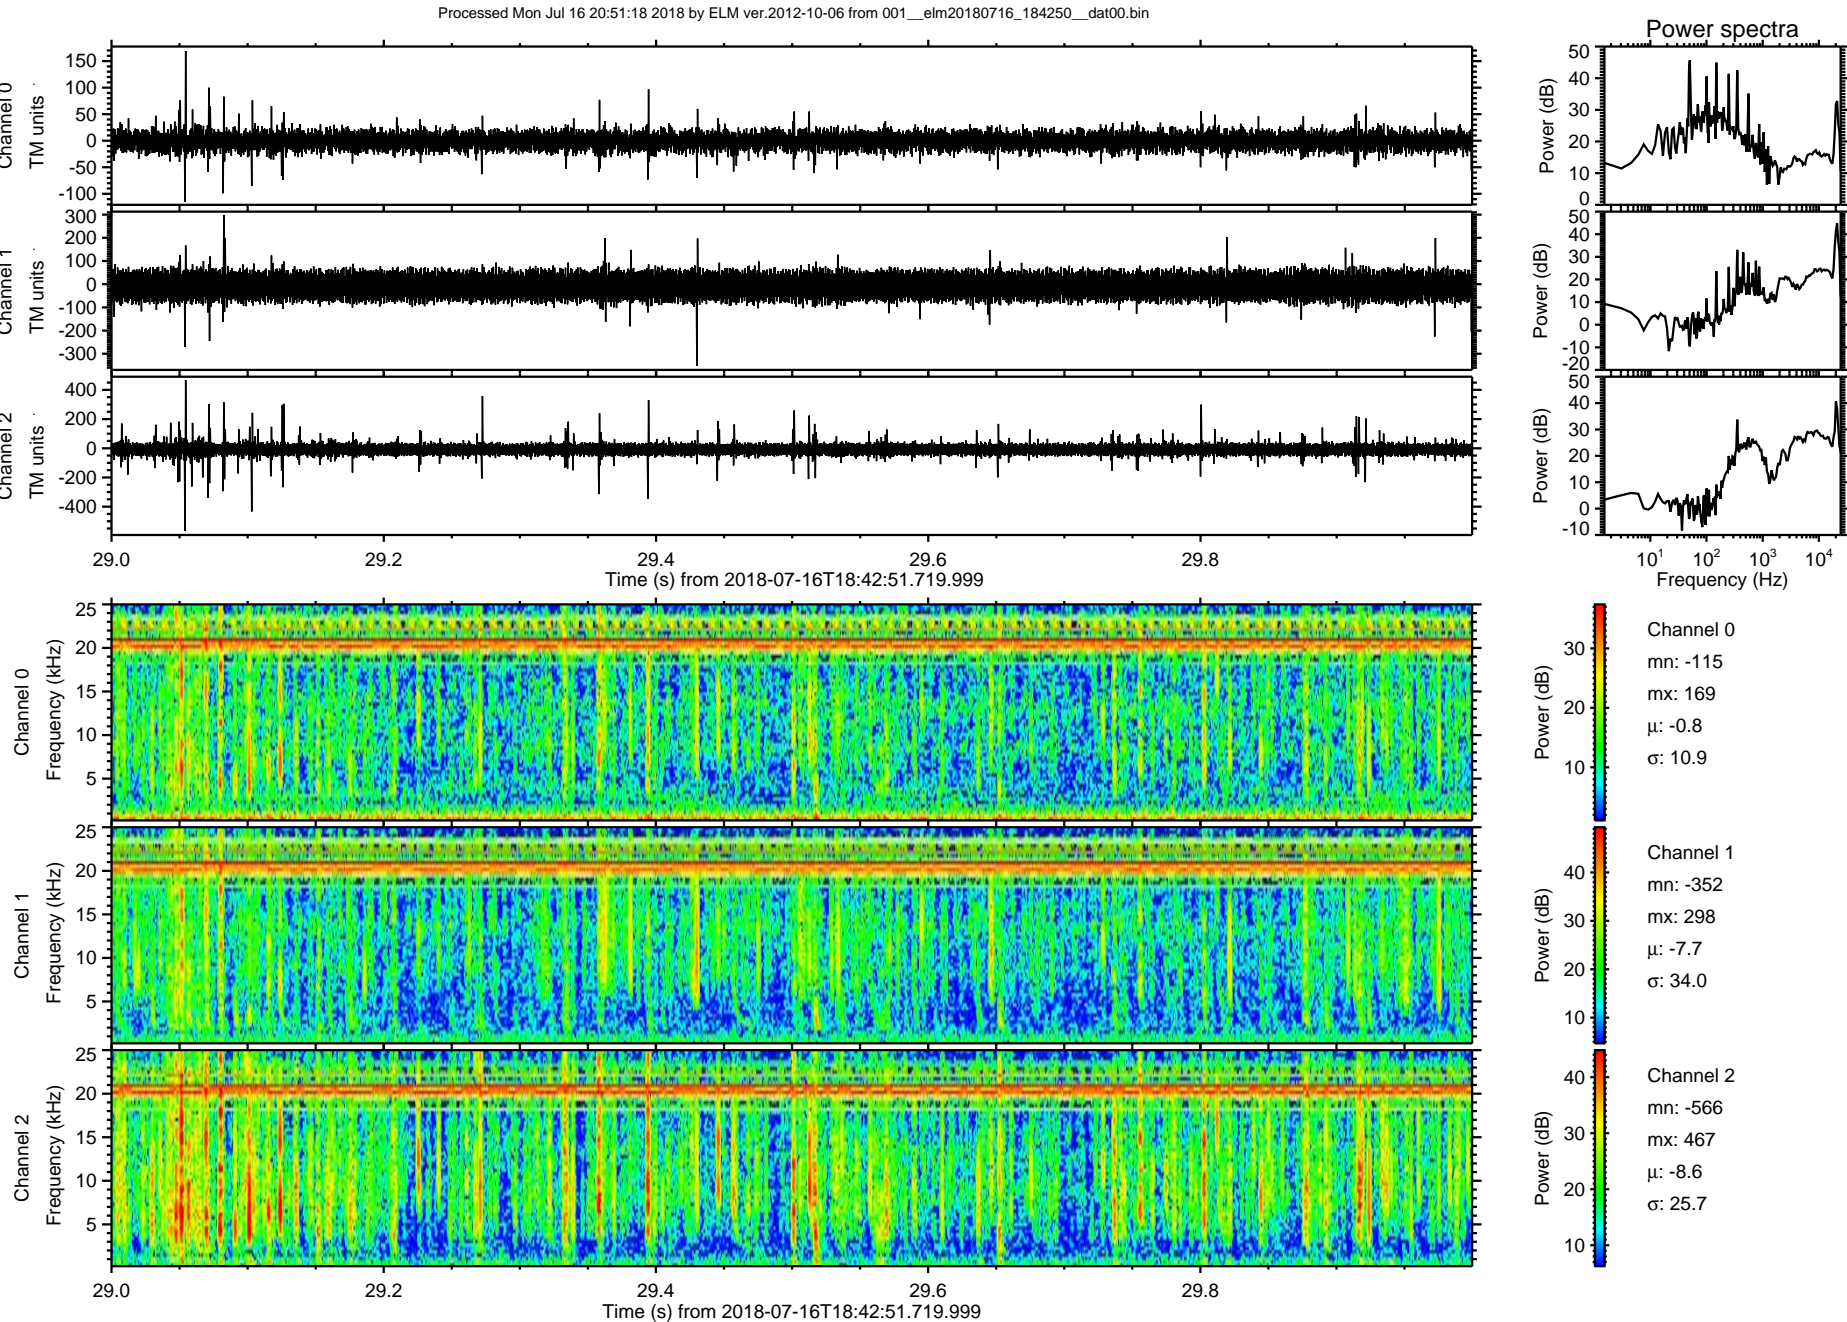 Processed Mon Jul 16 20:51:18 2018 by ELM ver.2012-10-06 from 001__elm20180716_184250__dat00.bin
Power spectra
Channel 0
TM units
150
100
50
0
-50
-100
Power (dB)
50
40
30
20
10
0
Channel 1
TM units
300
200
100
0
-100
-200
-300
Power (dB)
50
40
30
20
10
0
-10
-20
Channel 2
TM units
400
200
0
-200
-400
Power (dB)
50
40
30
20
10
0
-10
29.0 29.2 29.4 29.6 29.8
Time (s) from 2018-07-16T18:42:51.719.999
10¹ 10² 10³ 10⁴
Frequency (Hz)
Channel 0
Frequency (kHz)
25
20
15
10
5
Power (dB)
30
20
10
Channel 0
mn: -115
mx: 169
μ: -0.8
σ: 10.9
Channel 1
Frequency (kHz)
25
20
15
10
5
Power (dB)
40
30
20
10
Channel 1
mn: -352
mx: 298
μ: -7.7
σ: 34.0
Channel 2
Frequency (kHz)
25
20
15
10
5
Power (dB)
40
30
20
10
Channel 2
mn: -566
mx: 467
μ: -8.6
σ: 25.7
29.0 29.2 29.4 29.6 29.8
Time (s) from 2018-07-16T18:42:51.719.999